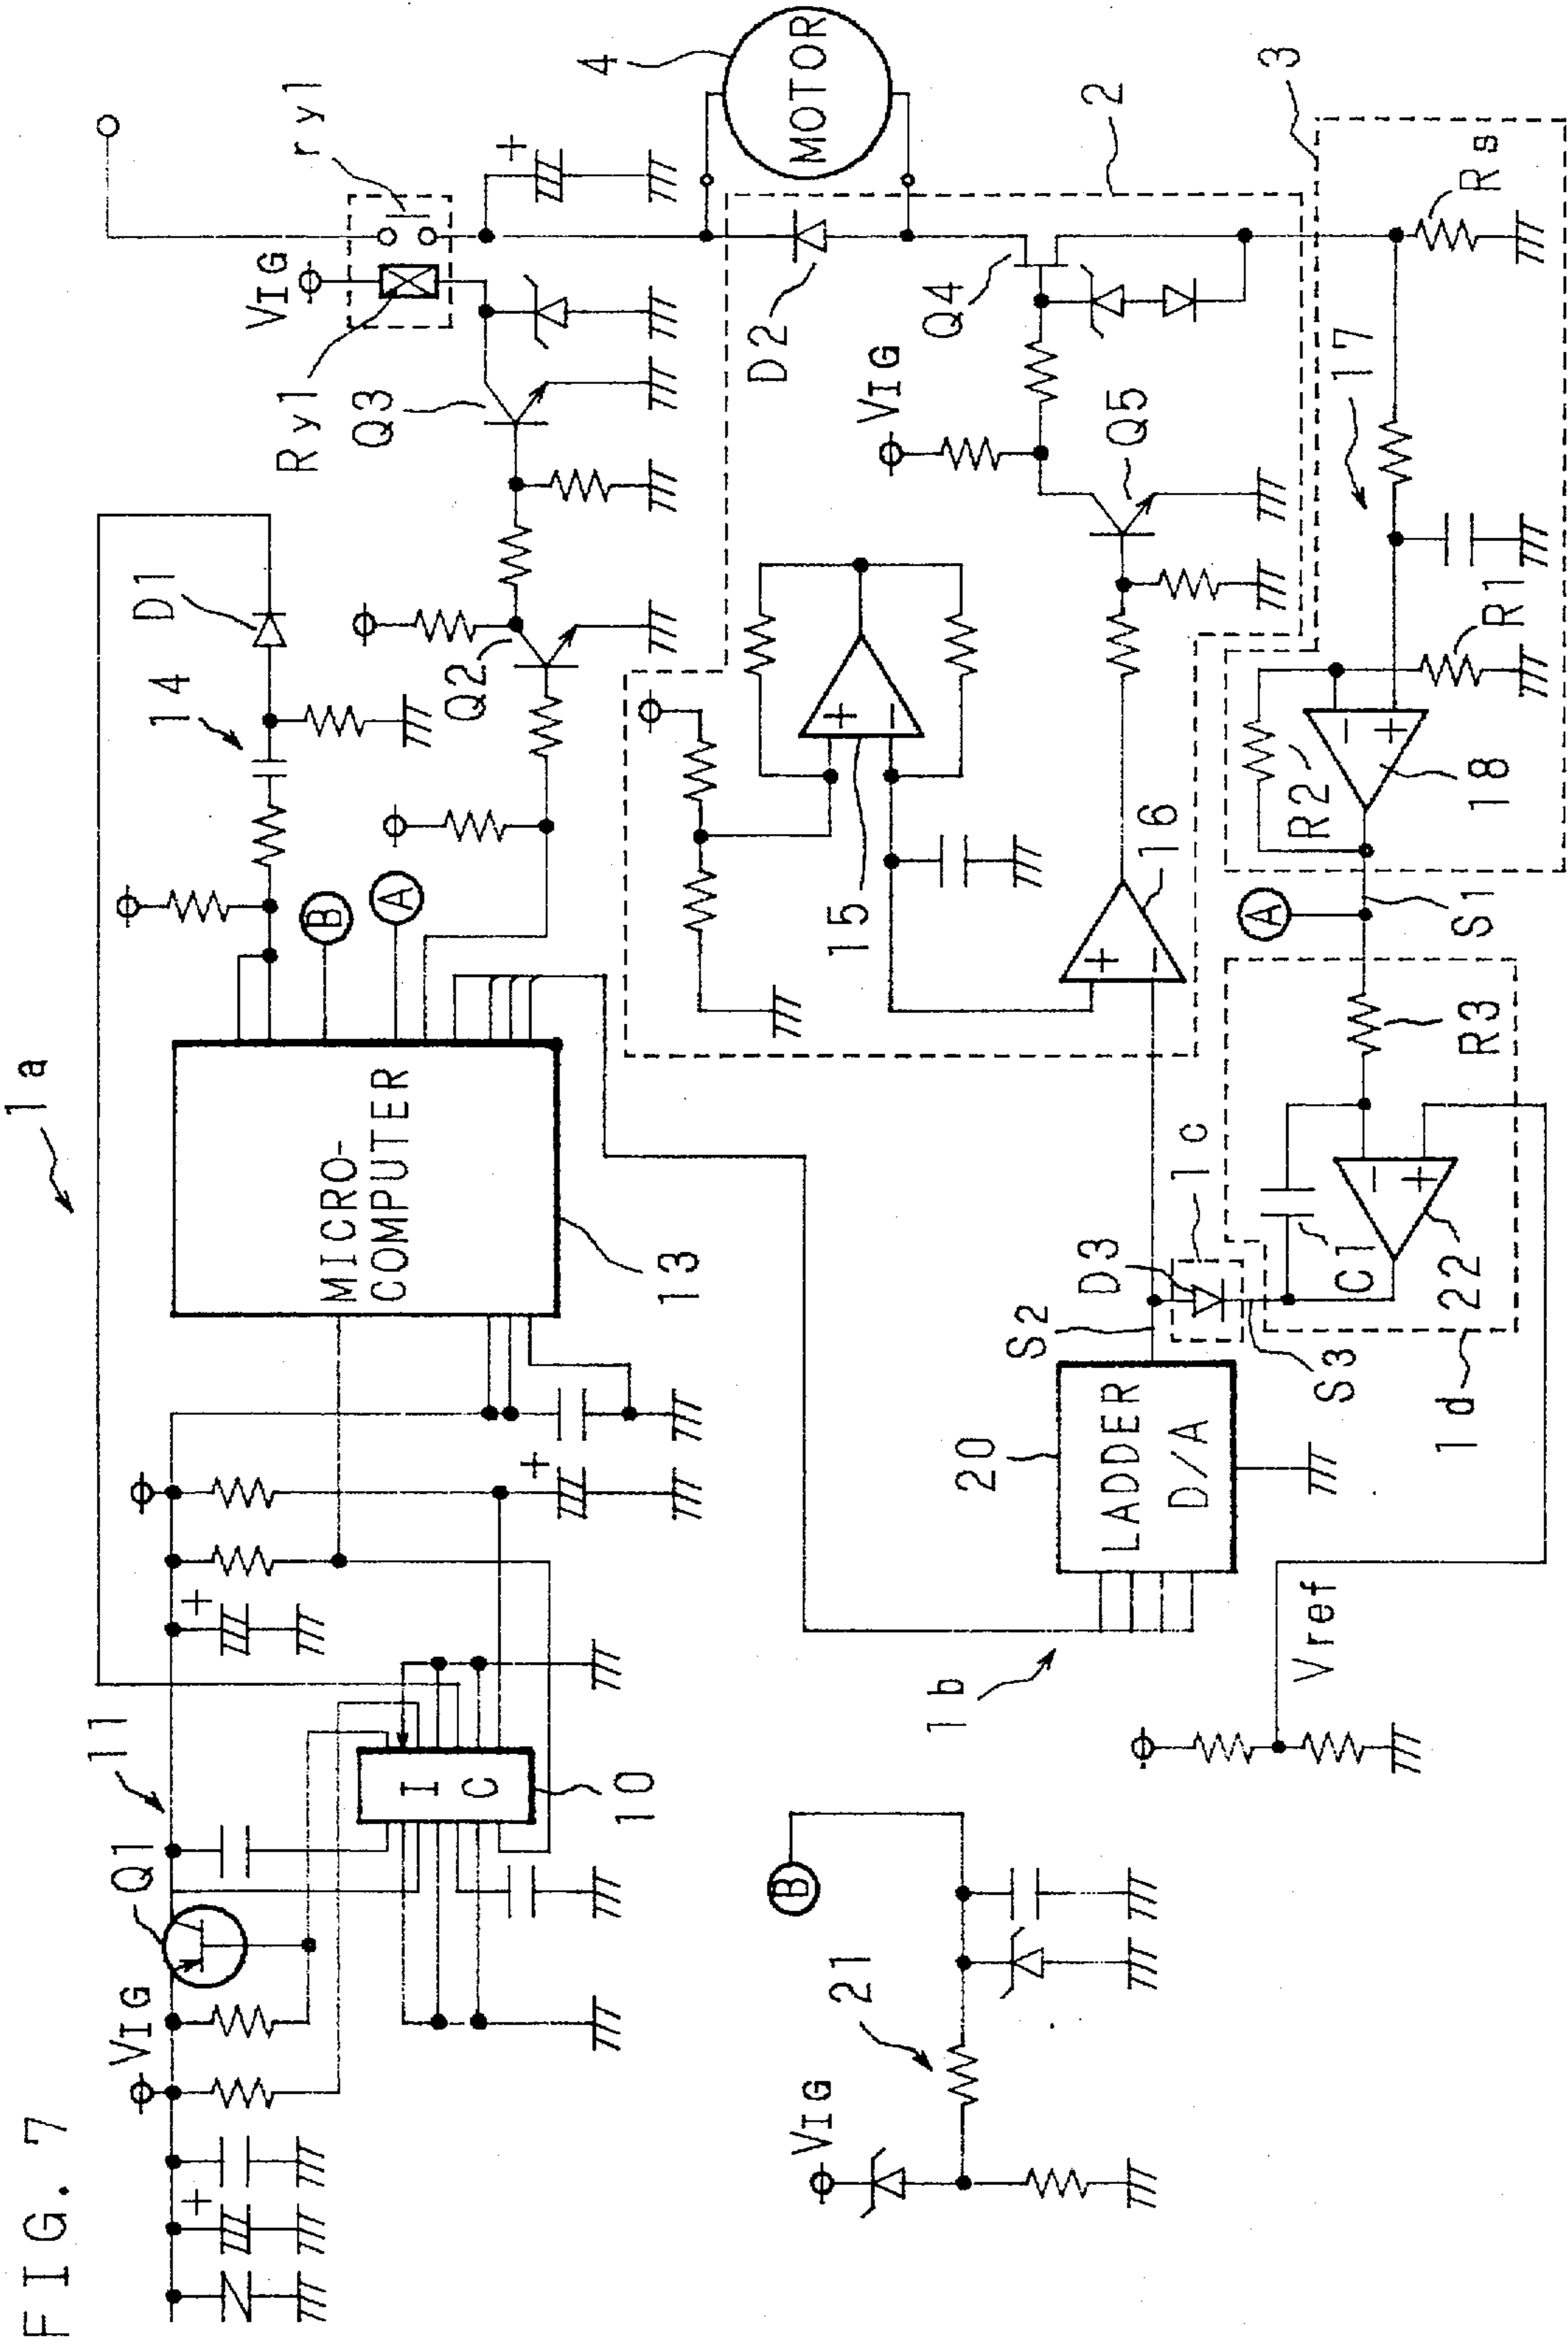 FIG. 7
1a
VIG
Q1
11
I C
10
MICRO-
COMPUTER
13
B
A
14
D1
Q2
Q3
Ry1
VIG
ry1
+
+
+
+
4
MOTOR
2
D2
Q4
VIG
Q5
+
−
15
+
−
16
3
Rs
17
R1
R2
−
+
18
S1
A
R3
1c
D3
S2
S3
C1
−
+
22
1d
20
LADDER
D/A
1b
Vref
B
21
VIG